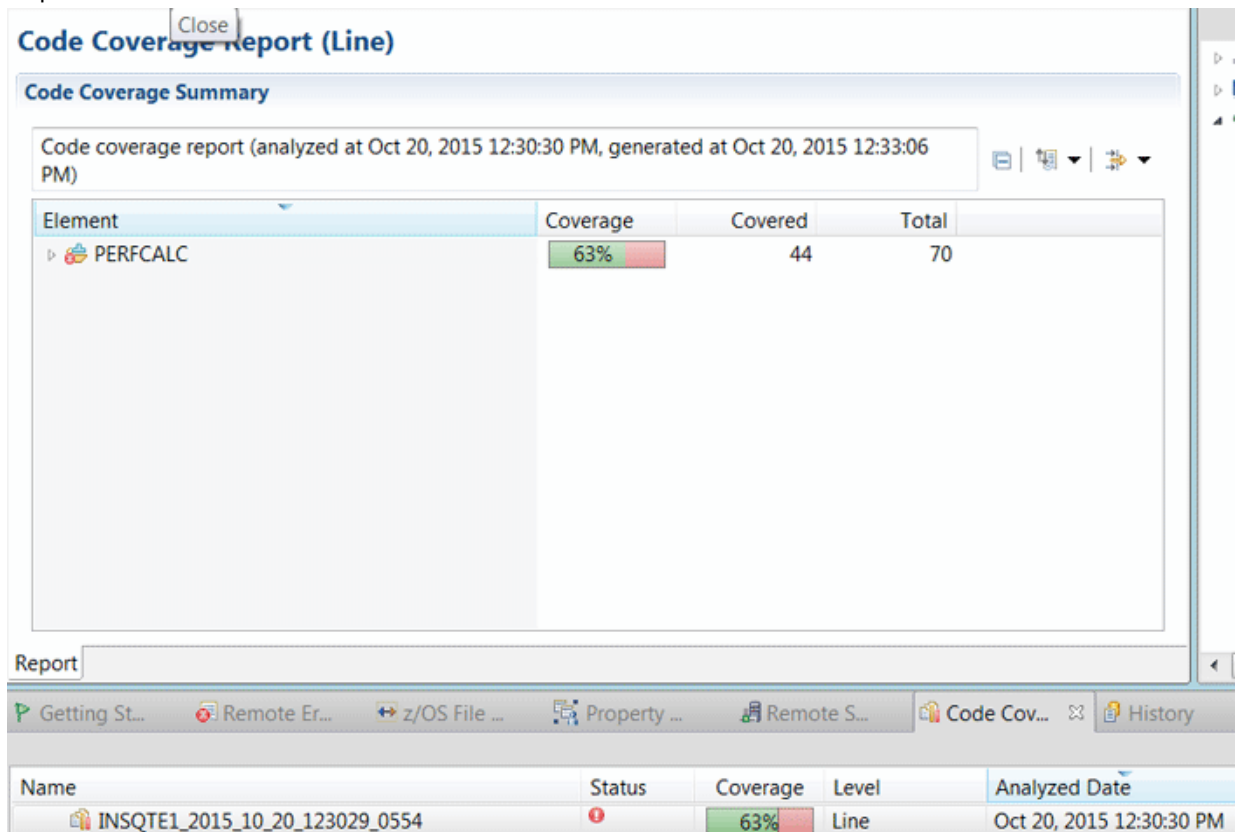 Close
Code Coverage Report (Line)
Code Coverage Summary
Code coverage report (analyzed at Oct 20, 2015 12:30:30 PM, generated at Oct 20, 2015 12:33:06
PM)
Element Coverage Covered Total
PERFCALC 63% 44 70
Report
Getting St... Remote Er... z/OS File ... Property ... Remote S... Code Cov... History
Name Status Coverage Level Analyzed Date
INSQTE1_2015_10_20_123029_0554 63% Line Oct 20, 2015 12:30:30 PM